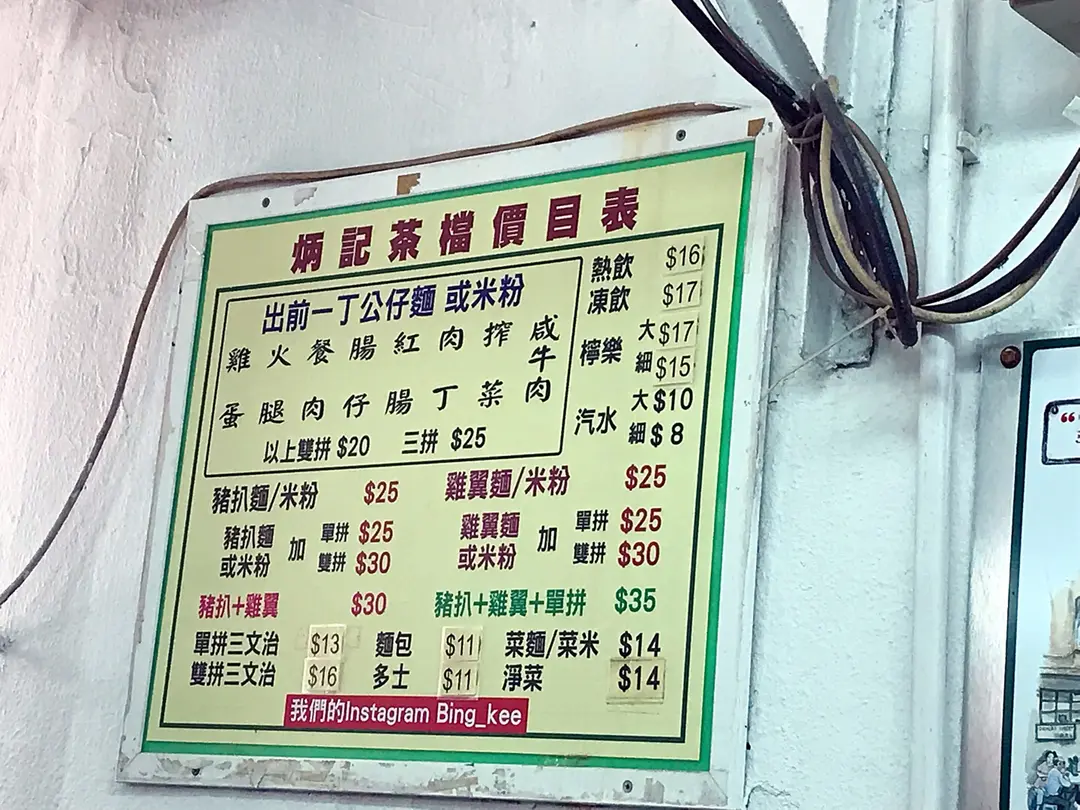 炳記茶檔價目表
出前一丁公仔麵 或米粉
雞 火 餐 腸 紅 肉 搾 咸牛
蛋 腿 肉 仔 腸 丁 菜 肉
以上雙拼 $20 三拼 $25
熱飲 $16
凍飲 $17
檸樂 大 $17
細 $15
汽水 大 $10
細 $8
豬扒麵/米粉 $25 雞翼麵/米粉 $25
豬扒麵或米粉 加 單拼 $25
雙拼 $30
雞翼麵或米粉 加 單拼 $25
雙拼 $30
豬扒+雞翼 $30 豬扒+雞翼+單拼 $35
單拼三文治 $13 麵包 $11 菜麵/菜米 $14
雙拼三文治 $16 多士 $11 淨菜 $14
我們的Instagram Bing_kee